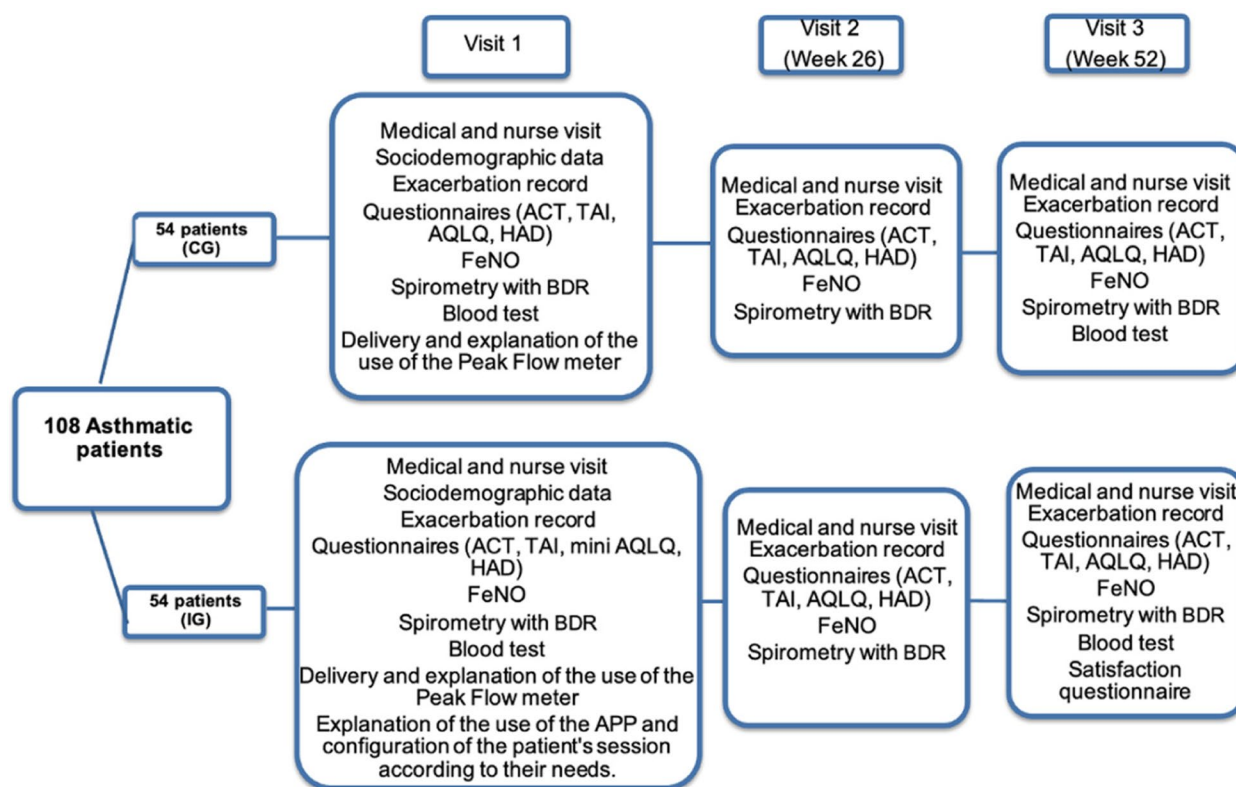 Visit 1
Visit 2
(Week 26)
Visit 3
(Week 52)
108 Asthmatic
patients
54 patients
(CG)
Medical and nurse visit
Sociodemographic data
Exacerbation record
Questionnaires (ACT, TAI,
AQLQ, HAD)
FeNO
Spirometry with BDR
Blood test
Delivery and explanation of the
use of the Peak Flow meter
Medical and nurse visit
Exacerbation record
Questionnaires (ACT,
TAI, AQLQ, HAD)
FeNO
Spirometry with BDR
Medical and nurse visit
Exacerbation record
Questionnaires (ACT,
TAI, AQLQ, HAD)
FeNO
Spirometry with BDR
Blood test
54 patients
(IG)
Medical and nurse visit
Sociodemographic data
Exacerbation record
Questionnaires (ACT, TAI, mini AQLQ,
HAD)
FeNO
Spirometry with BDR
Blood test
Delivery and explanation of the use of the
Peak Flow meter
Explanation of the use of the APP and
configuration of the patient's session
according to their needs.
Medical and nurse visit
Exacerbation record
Questionnaires (ACT,
TAI, AQLQ, HAD)
FeNO
Spirometry with BDR
Medical and nurse visit
Exacerbation record
Questionnaires (ACT,
TAI, AQLQ, HAD)
FeNO
Spirometry with BDR
Blood test
Satisfaction
questionnaire